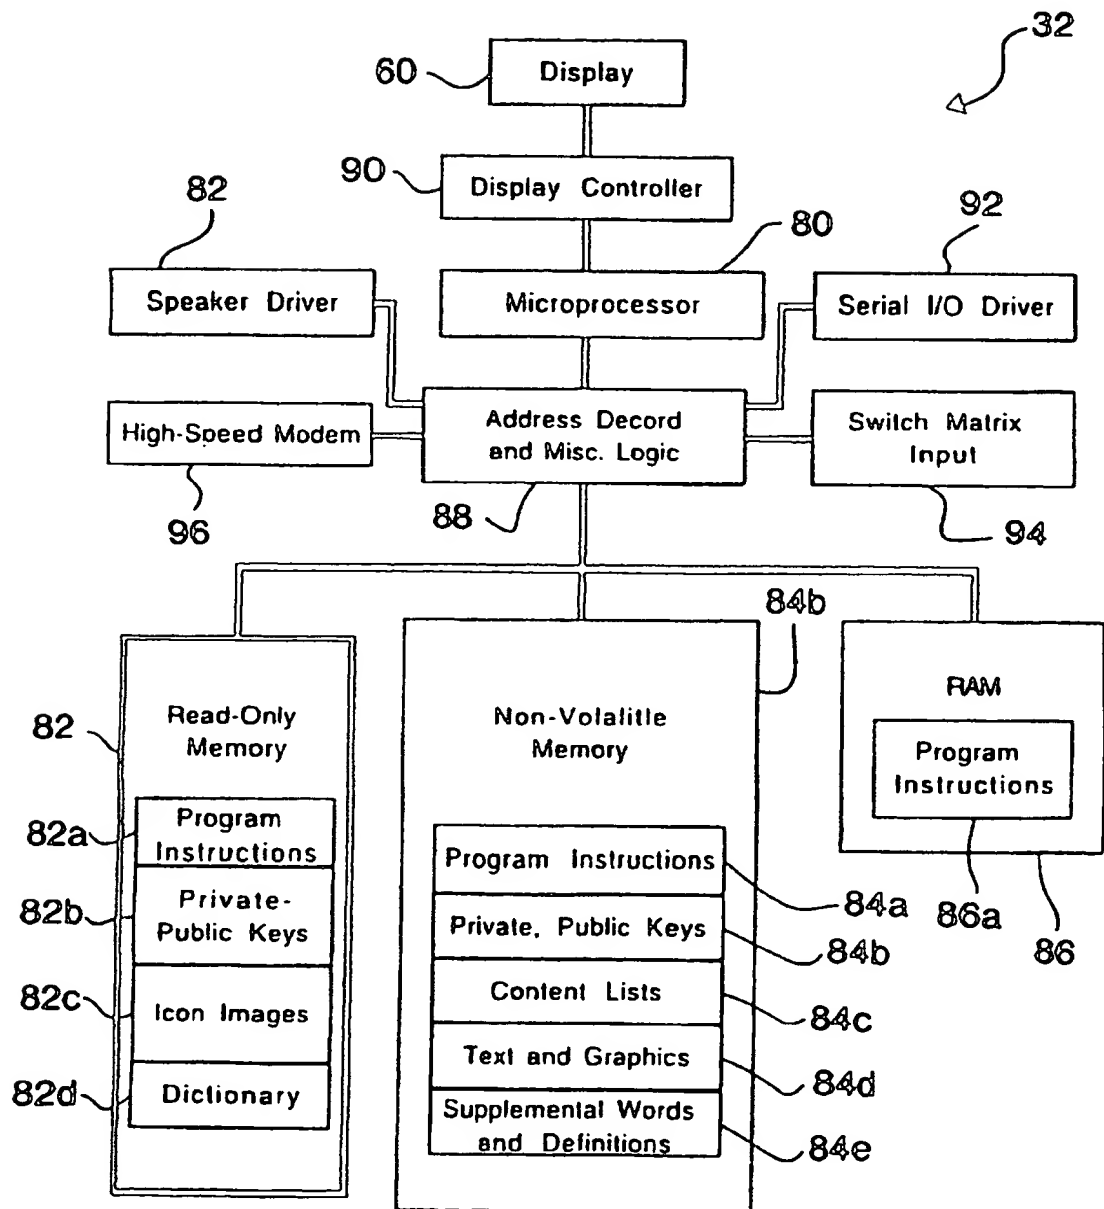 32
60
Display
90
Display Controller
82
80
92
Speaker Driver
Microprocessor
Serial I/O Driver
High-Speed Modem
Address Decord
and Misc. Logic
Switch Matrix
Input
96
88
94
84b
82
Read-Only
Memory
Non-Volalitle
Memory
RAM
Program
Instructions
86a
86
82a
Program
Instructions
82b
Private-
Public Keys
82c
Icon Images
82d
Dictionary
Program Instructions
84a
Private, Public Keys
84b
Content Lists
84c
Text and Graphics
84d
Supplemental Words
and Definitions
84e